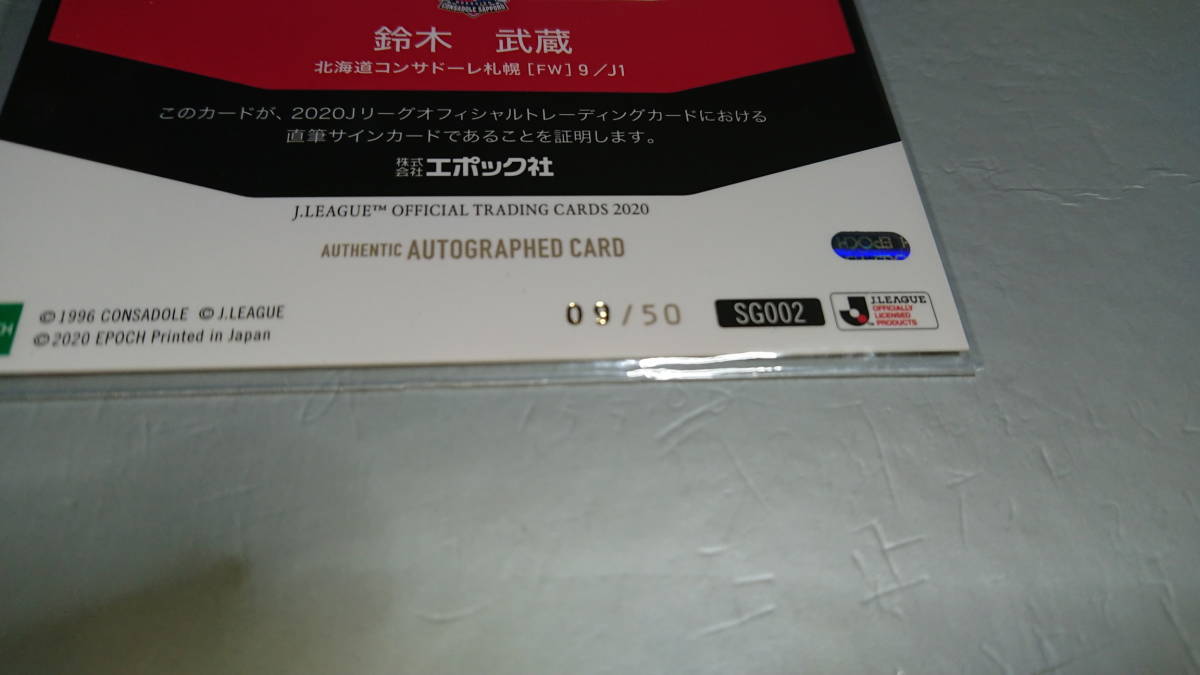 CONSADOLE SAPPORO
鈴木 武蔵
北海道コンサドーレ札幌 [FW] 9/J1
このカードが、2020Jリーグオフィシャルトレーディングカードにおける
直筆サインカードであることを証明します。
株式会社エポック社
J.LEAGUE™ OFFICIAL TRADING CARDS 2020
AUTHENTIC AUTOGRAPHED CARD
EPOCH
©1996 CONSADOLE © J.LEAGUE
©2020 EPOCH Printed in Japan
09/50
SG002
J.LEAGUE
OFFICIALLY
LICENSED
PRODUCTS